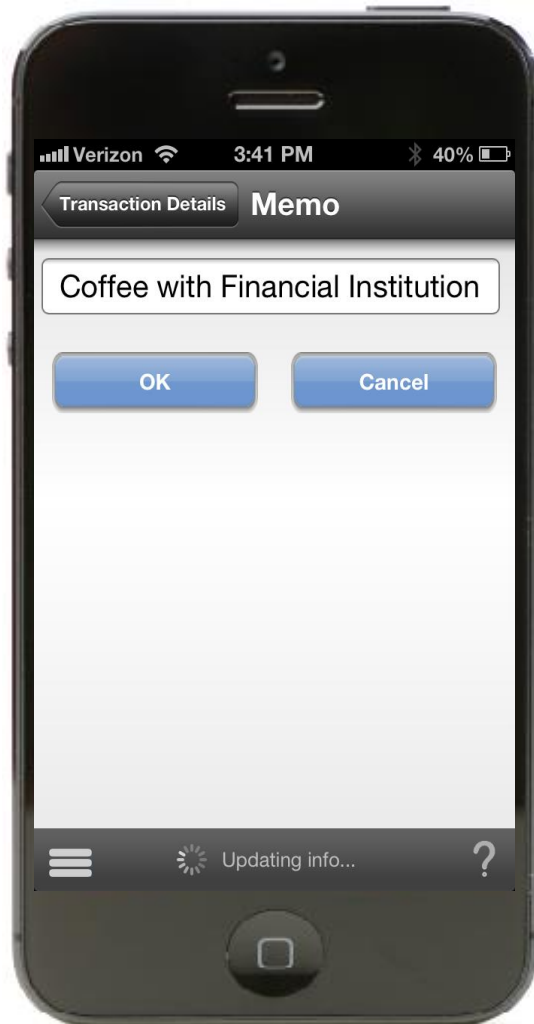 Verizon 3:41 PM 40%
Transaction Details Memo
Coffee with Financial Institution
OK Cancel
Updating info... ?